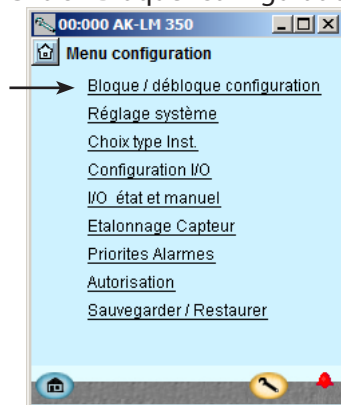 00:000 AK-LM 350
Menu configuration
Bloque / débloque configuration
Réglage système
Choix type Inst.
Configuration I/O
I/O état et manuel
Etalonnage Capteur
Priorites Alarmes
Autorisation
Sauvegarder / Restaurer